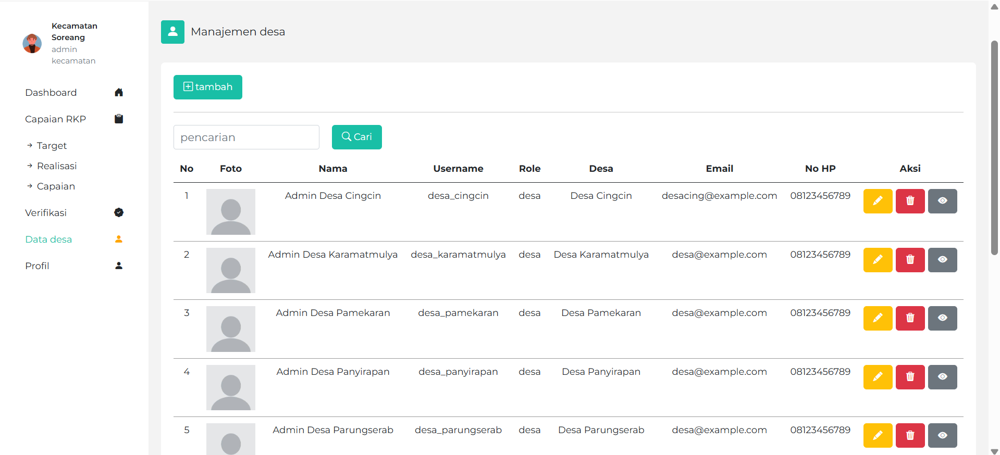 Kecamatan
Soreang
admin
kecamatan
Dashboard
Capaian RKP
Target
Realisasi
Capaian
Verifikasi
Data desa
Profil
Manajemen desa
tambah
pencarian
Cari
No Foto Nama Username Role Desa Email No HP Aksi
1 Admin Desa Cingcin desa_cingcin desa Desa Cingcin desacing@example.com 08123456789
2 Admin Desa Karamatmulya desa_karamatmulya desa Desa Karamatmulya desa@example.com 08123456789
3 Admin Desa Pamekaran desa_pamekaran desa Desa Pamekaran desa@example.com 08123456789
4 Admin Desa Panyirapan desa_panyirapan desa Desa Panyirapan desa@example.com 08123456789
5 Admin Desa Parungserab desa_parungserab desa Desa Parungserab desa@example.com 08123456789